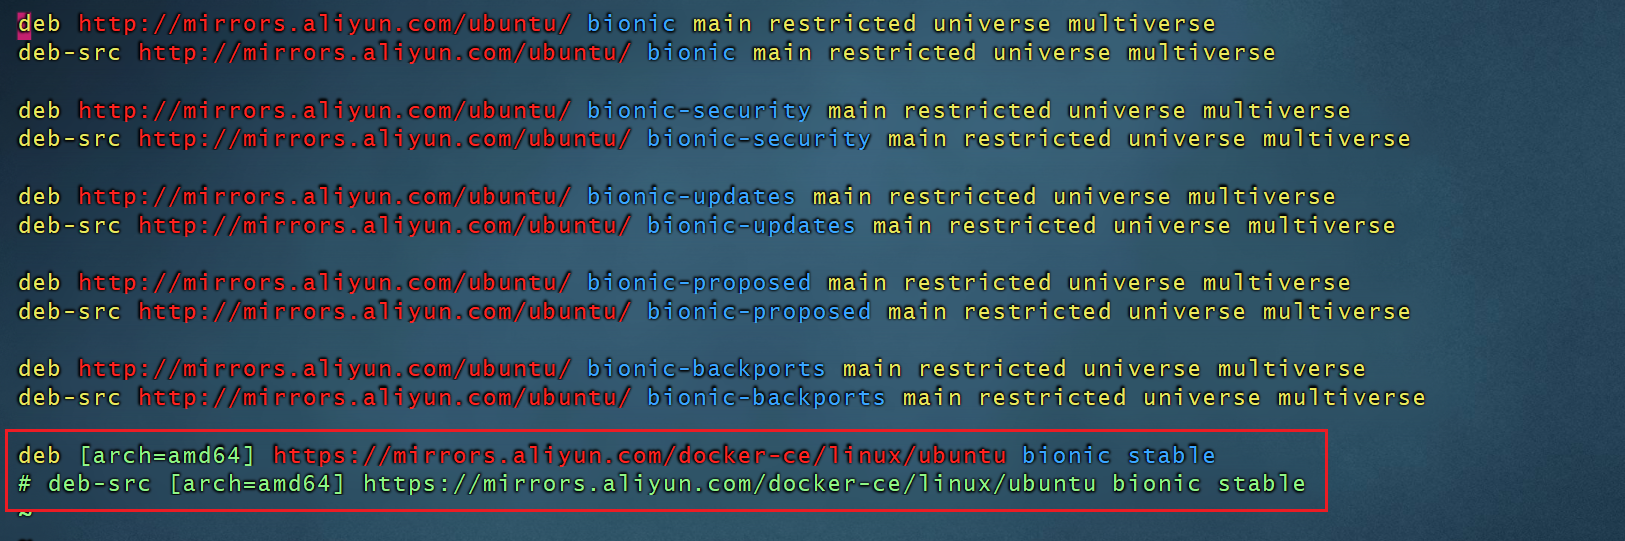 deb http://mirrors.aliyun.com/ubuntu/ bionic main restricted universe multiverse
deb-src http://mirrors.aliyun.com/ubuntu/ bionic main restricted universe multiverse
deb http://mirrors.aliyun.com/ubuntu/ bionic-security main restricted universe multiverse
deb-src http://mirrors.aliyun.com/ubuntu/ bionic-security main restricted universe multiverse
deb http://mirrors.aliyun.com/ubuntu/ bionic-updates main restricted universe multiverse
deb-src http://mirrors.aliyun.com/ubuntu/ bionic-updates main restricted universe multiverse
deb http://mirrors.aliyun.com/ubuntu/ bionic-proposed main restricted universe multiverse
deb-src http://mirrors.aliyun.com/ubuntu/ bionic-proposed main restricted universe multiverse
deb http://mirrors.aliyun.com/ubuntu/ bionic-backports main restricted universe multiverse
deb-src http://mirrors.aliyun.com/ubuntu/ bionic-backports main restricted universe multiverse
deb [arch=amd64] https://mirrors.aliyun.com/docker-ce/linux/ubuntu bionic stable
# deb-src [arch=amd64] https://mirrors.aliyun.com/docker-ce/linux/ubuntu bionic stable
~